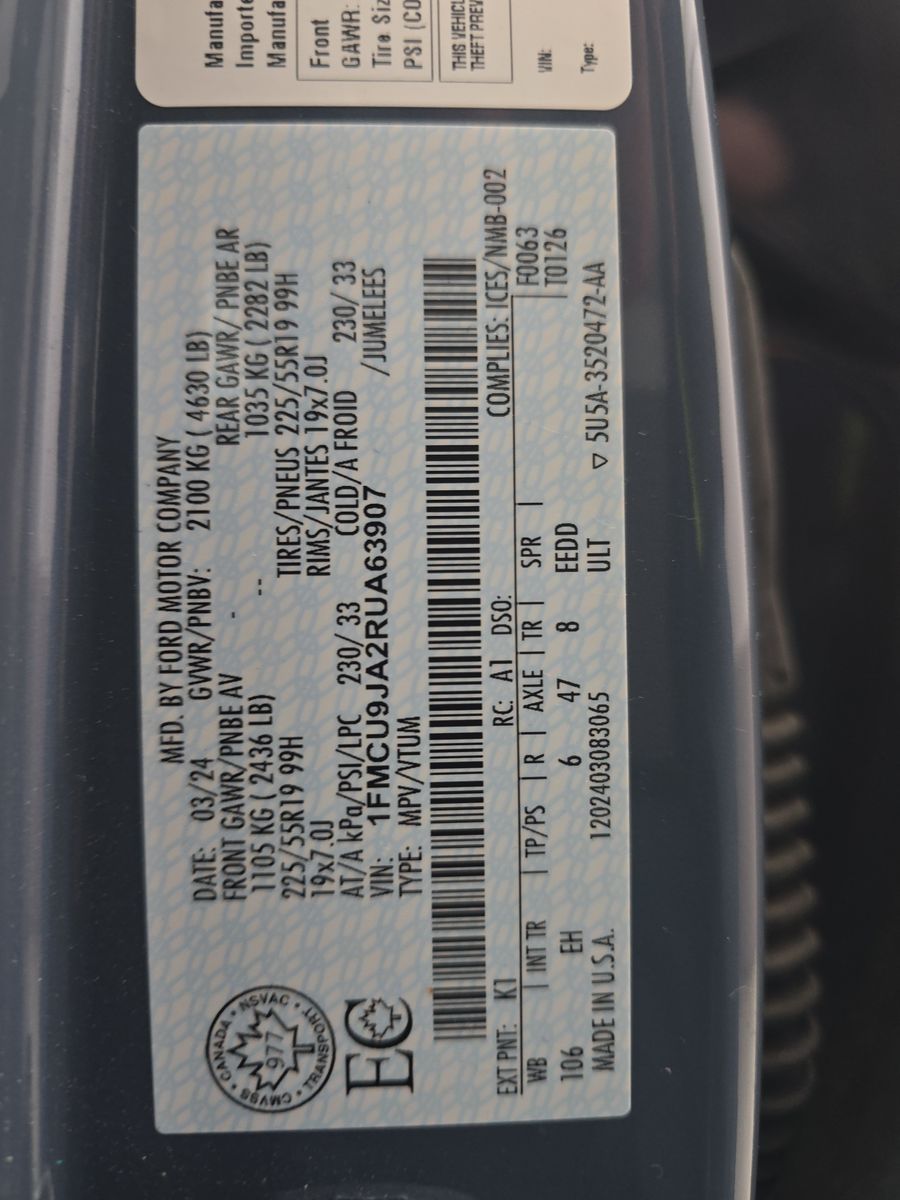 Manufa
Importe
Manufa
Front
GAWR:
Tire Siz
PSI (CO
THIS VEHICL
THEFT PREV
VIN:
Type:
MFD. BY FORD MOTOR COMPANY
DATE: 03/24 GVWR/PNBV: 2100 KG ( 4630 LB)
FRONT GAWR/PNBE AV - REAR GAWR/ PNBE AR
1105 KG ( 2436 LB) -- 1035 KG ( 2282 LB)
225/55R19 99H TIRES/PNEUS 225/55R19 99H
19x7.0J RIMS/JANTES 19x7.0J
AT/A kPa/PSI/LPC 230/ 33 COLD/A FROID 230/ 33
VIN: 1FMCU9JA2RUA63907 /JUMELEES
TYPE: MPV/VTUM
CANADA • NSVAC • TRANSPORT • CMVSS
977
EC
COMPLIES: ICES/NMB-002
EXT PNT: K1 RC: A1 DSO: F0063
WB | INT TR | TP/PS | R | AXLE | TR | SPR | T0126
106 EH 6 47 8 EEDD
MADE IN U.S.A. 120240308­3065 ULT ▽ 5U5A-3520472-AA